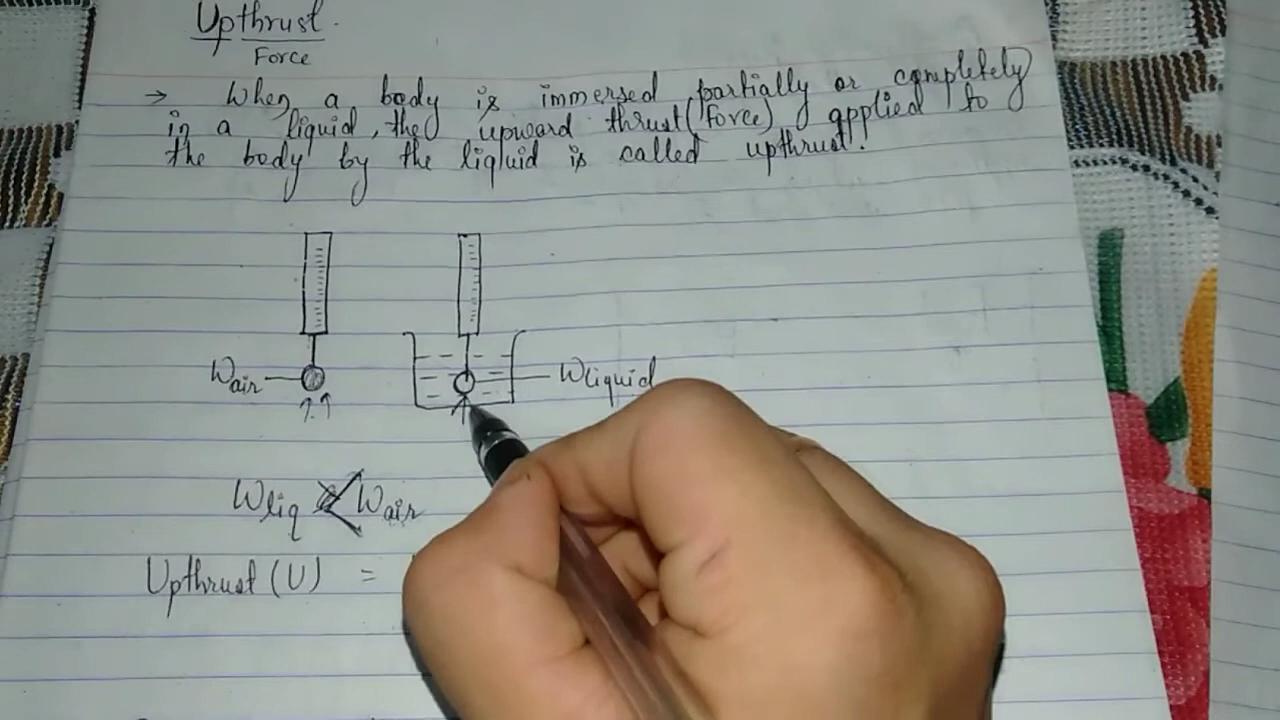 Upthrust.
Force
→ When a body is immersed partially or completely
in a liquid, the upward thrust (Force) applied to
the body by the liquid is called upthrust.
Wair
Wliquid
Wliq < Wair
Upthrust (U) =